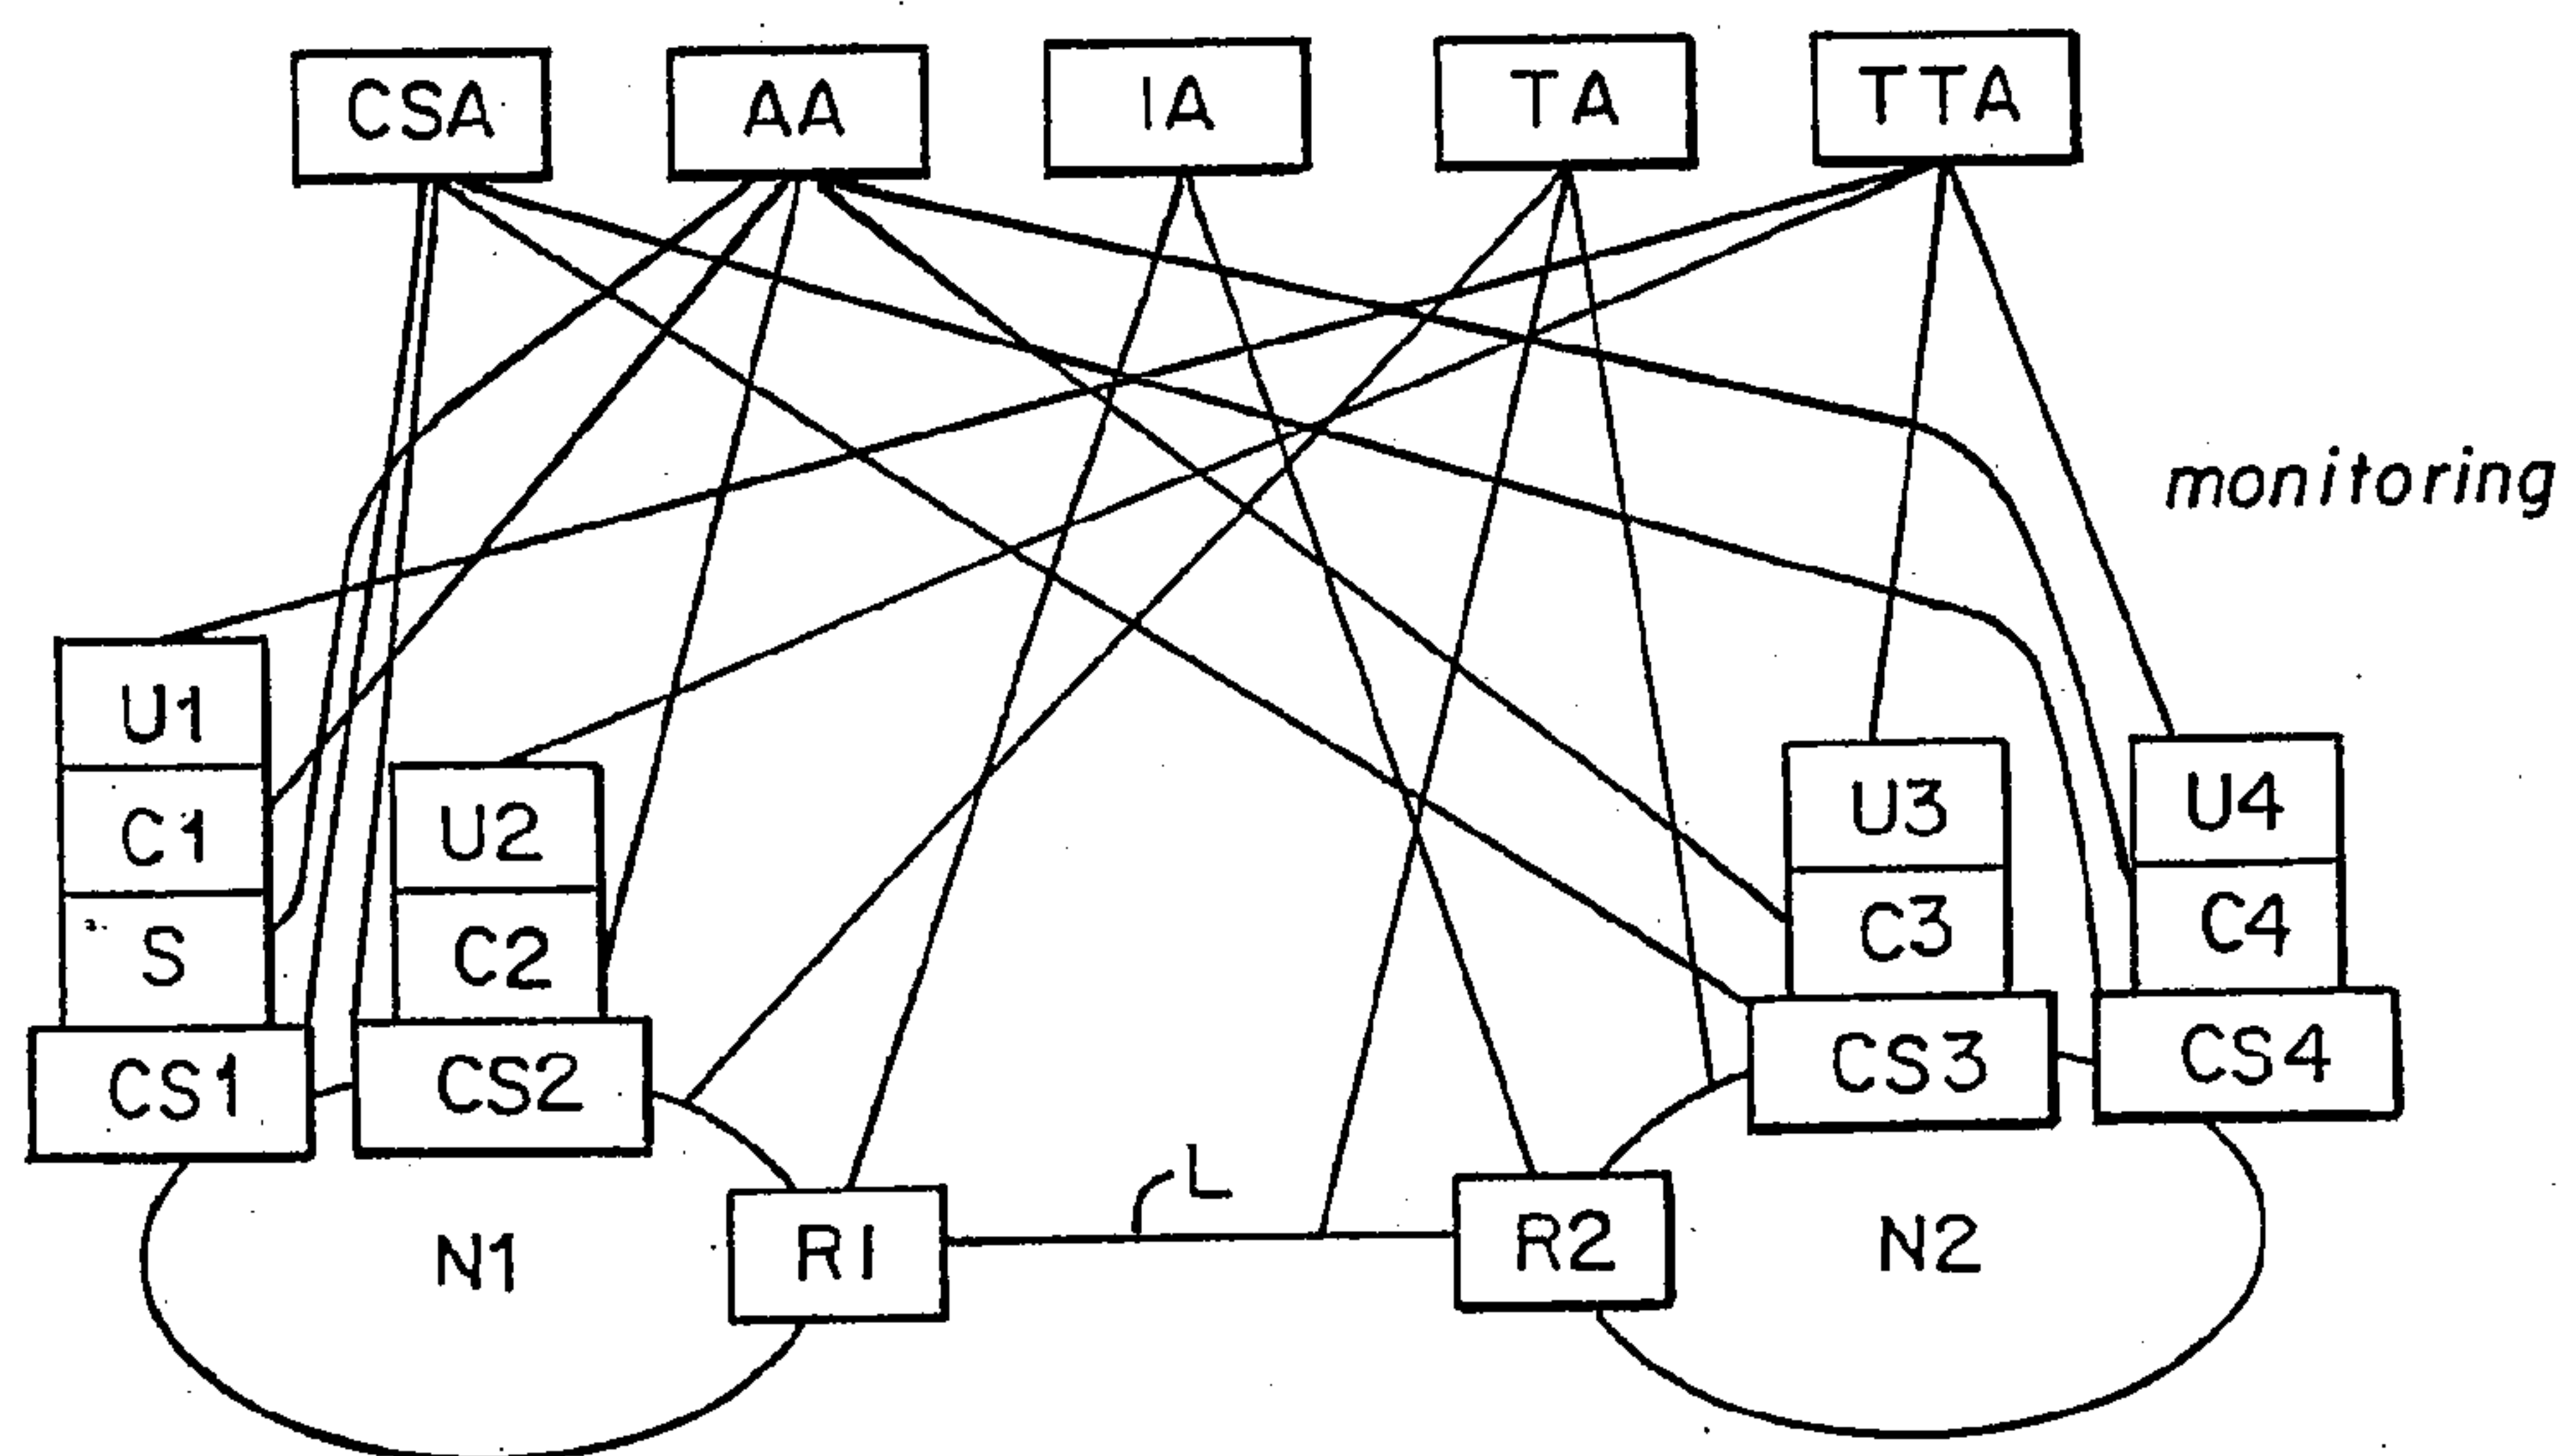 CSA AA IA TA TTA
monitoring
U1
C1
S
CS1
U2
C2
CS2
U3
C3
CS3
U4
C4
CS4
N1
R1
L
R2
N2